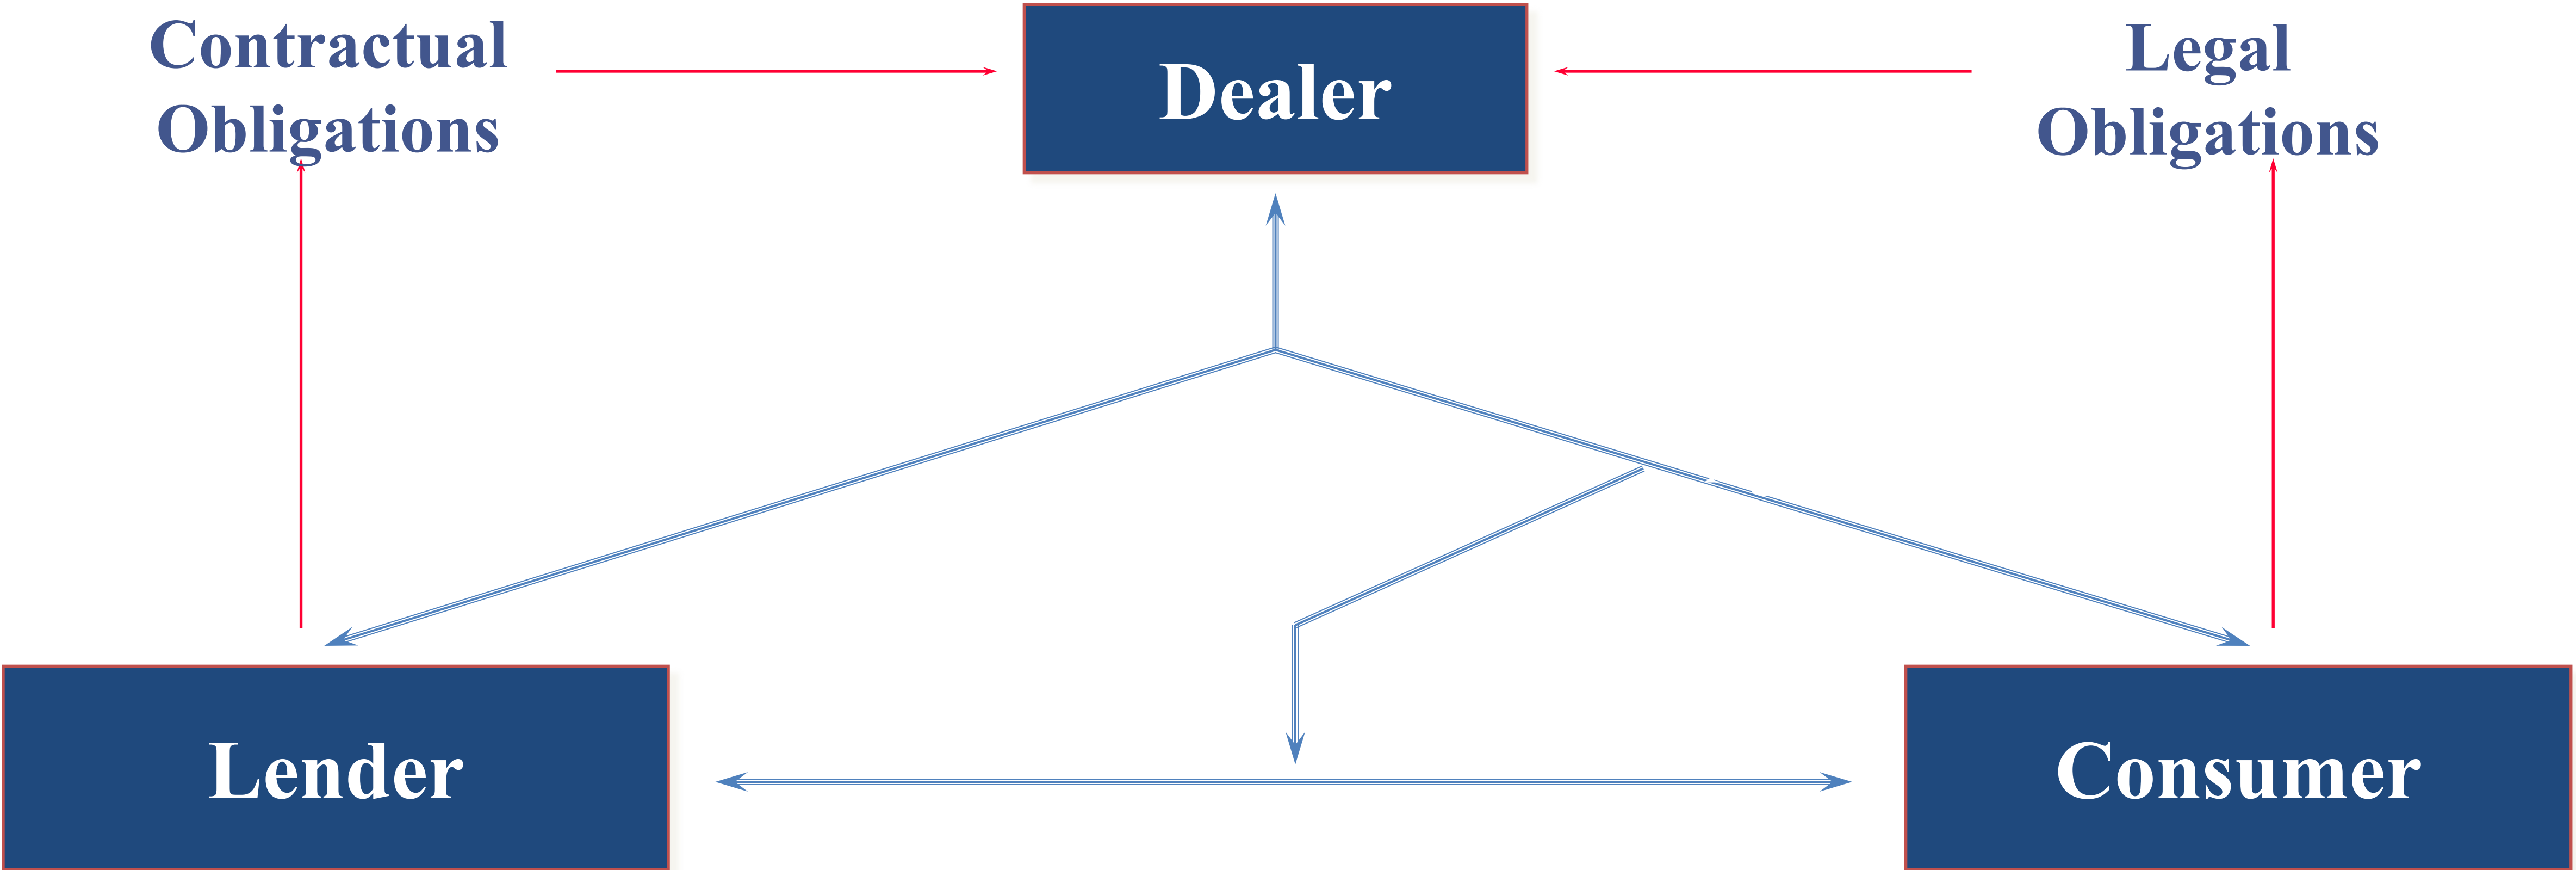 Contractual
Obligations
Dealer
Legal
Obligations
Lender
Consumer